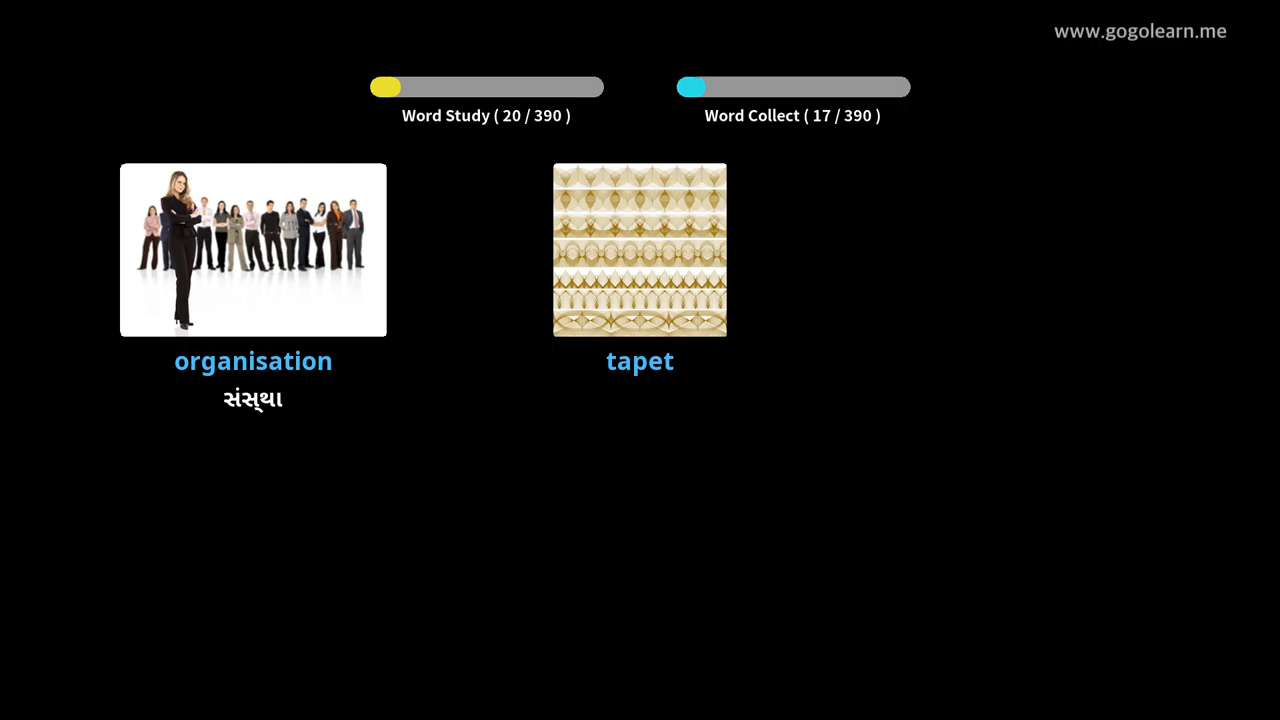 www.gogolearn.me
Word Study ( 20 / 390 )
Word Collect ( 17 / 390 )
organisation
સંસ્થા
tapet